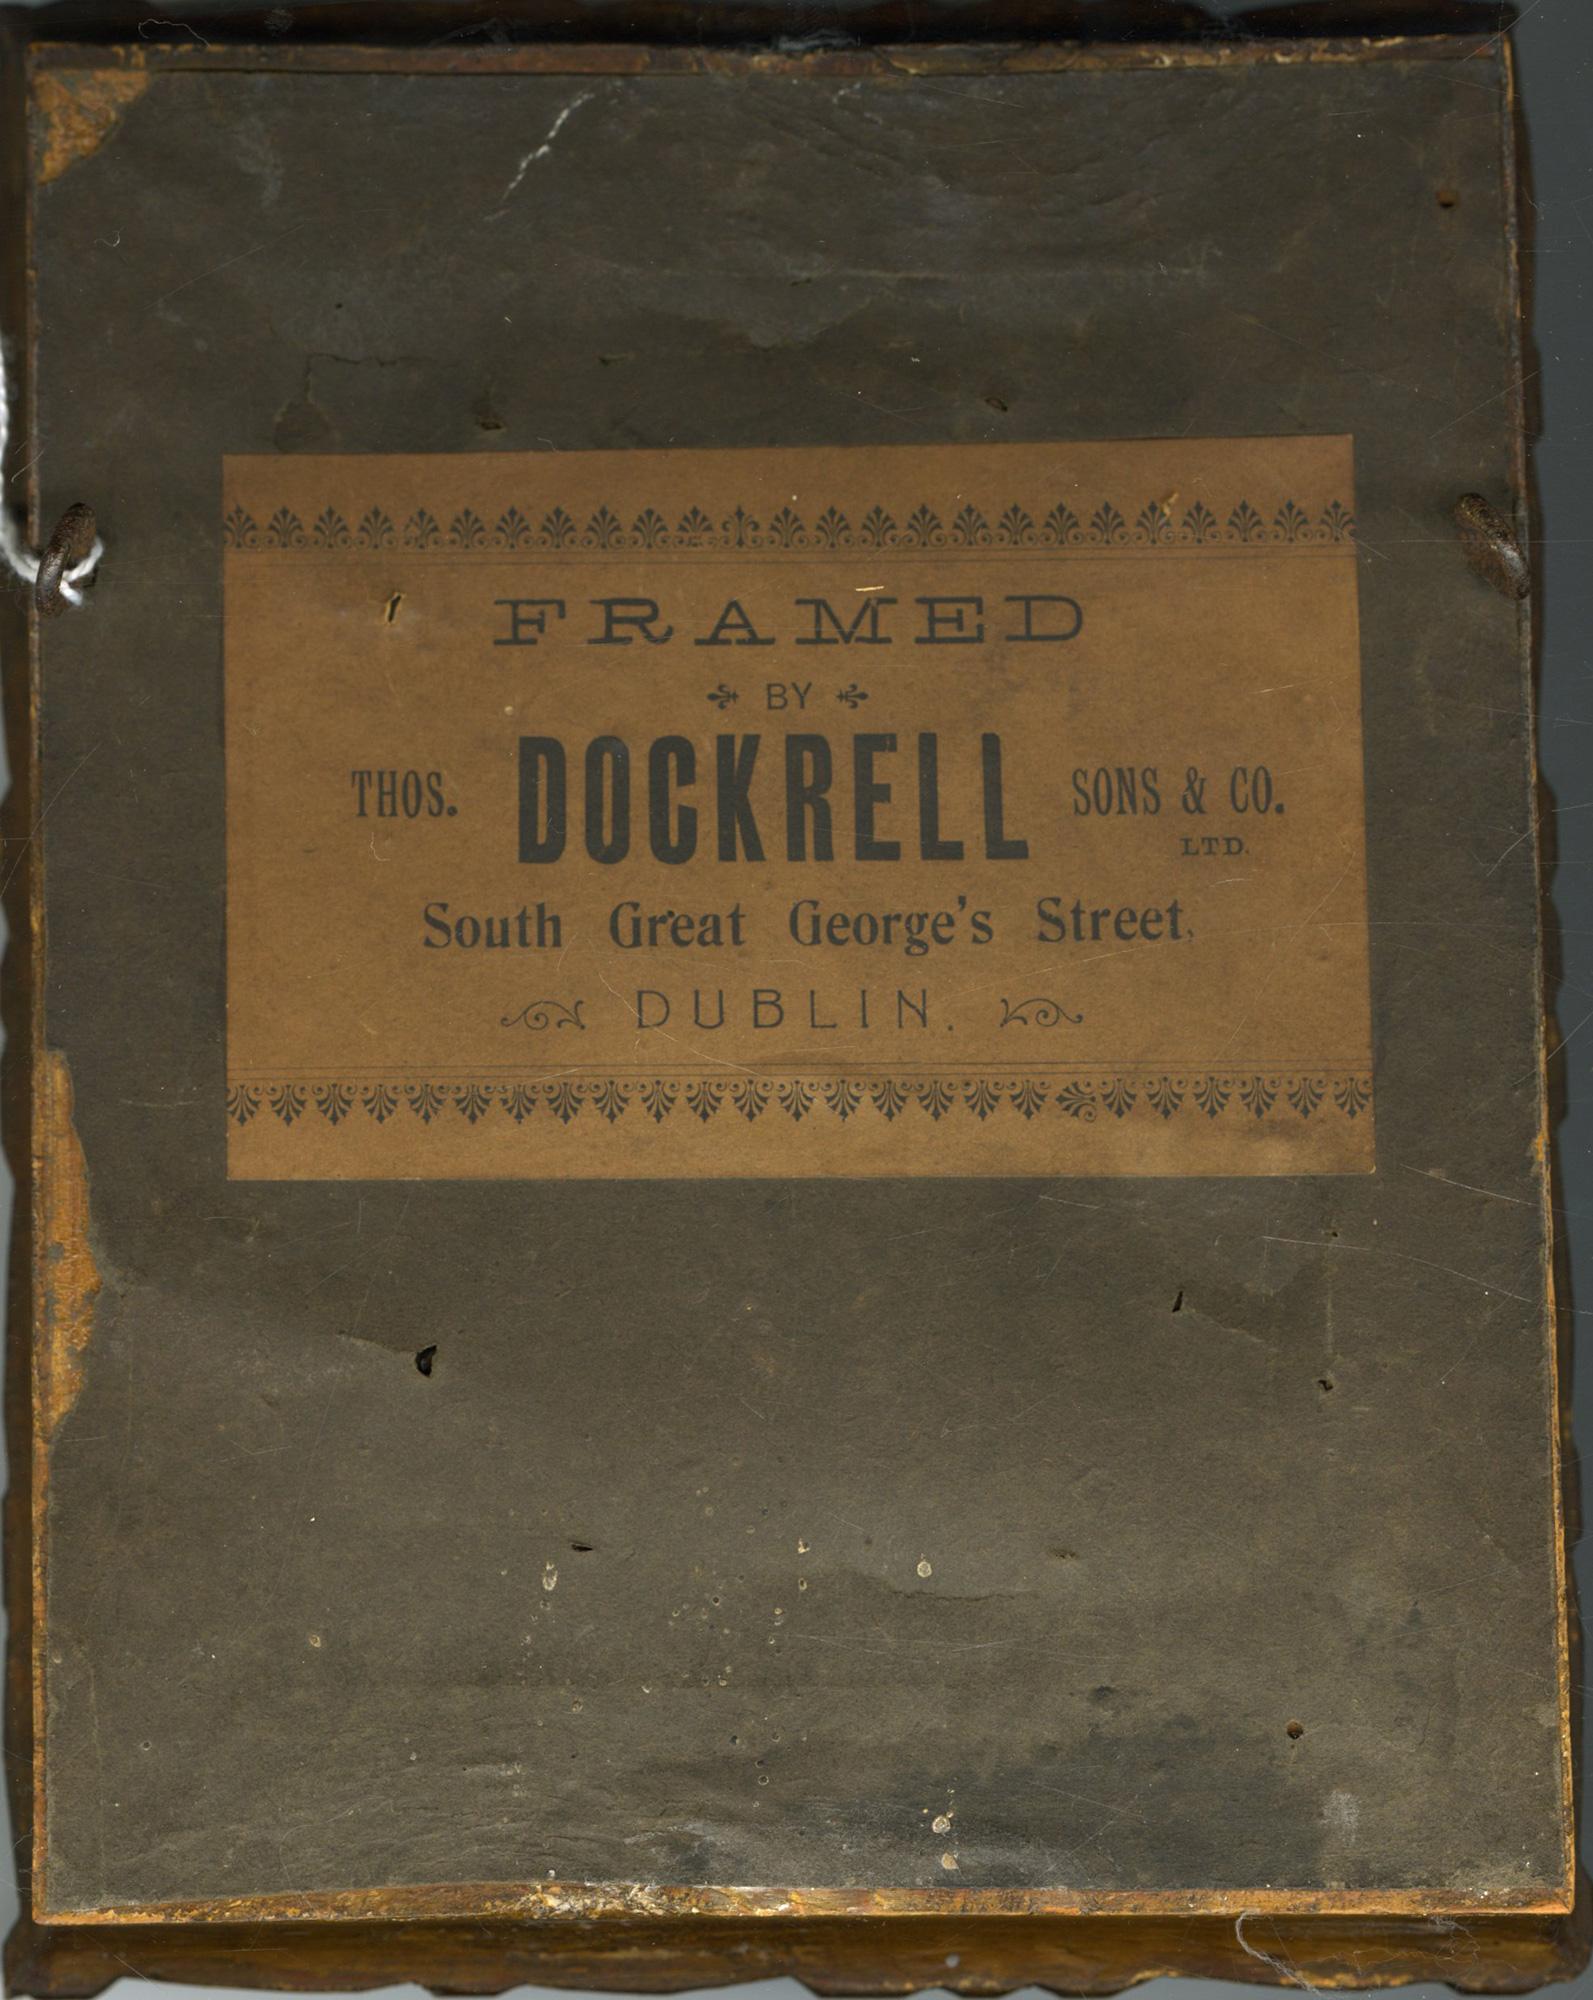 FRAMED
BY
THOS. DOCKRELL SONS & CO.
LTD.
South Great George's Street,
DUBLIN.